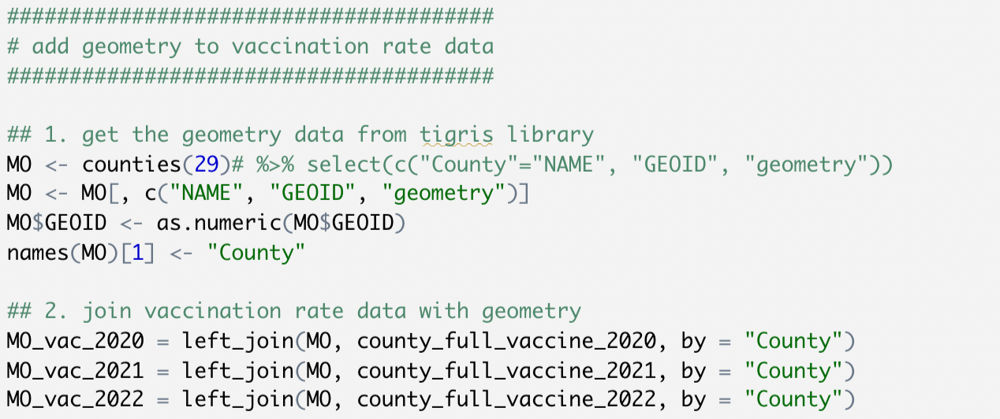 #######################################
# add geometry to vaccination rate data
#######################################
## 1. get the geometry data from tigris library
MO <- counties(29)# %>% select(c("County"="NAME", "GEOID", "geometry"))
MO <- MO[, c("NAME", "GEOID", "geometry")]
MO$GEOID <- as.numeric(MO$GEOID)
names(MO)[1] <- "County"
## 2. join vaccination rate data with geometry
MO_vac_2020 = left_join(MO, county_full_vaccine_2020, by = "County")
MO_vac_2021 = left_join(MO, county_full_vaccine_2021, by = "County")
MO_vac_2022 = left_join(MO, county_full_vaccine_2022, by = "County")